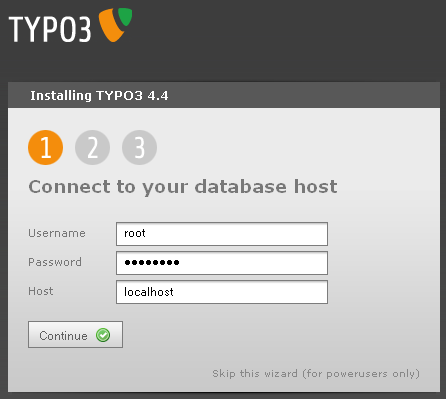 TYPO3
Installing TYPO3 4.4
1 2 3
Connect to your database host
Username root
Password ●●●●●●●●
Host localhost
Continue
Skip this wizard (for powerusers only)